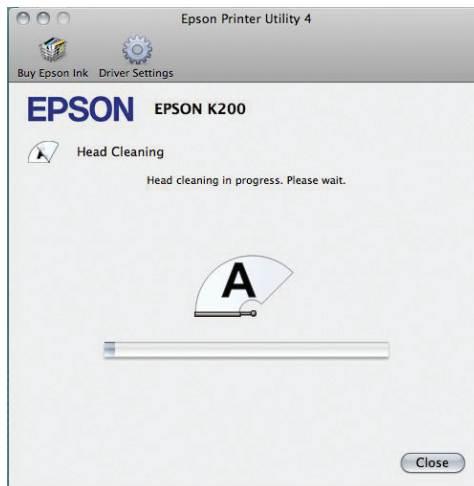 Epson Printer Utility 4
Buy Epson Ink Driver Settings
EPSON EPSON K200
Head Cleaning
Head cleaning in progress. Please wait.
A
Close